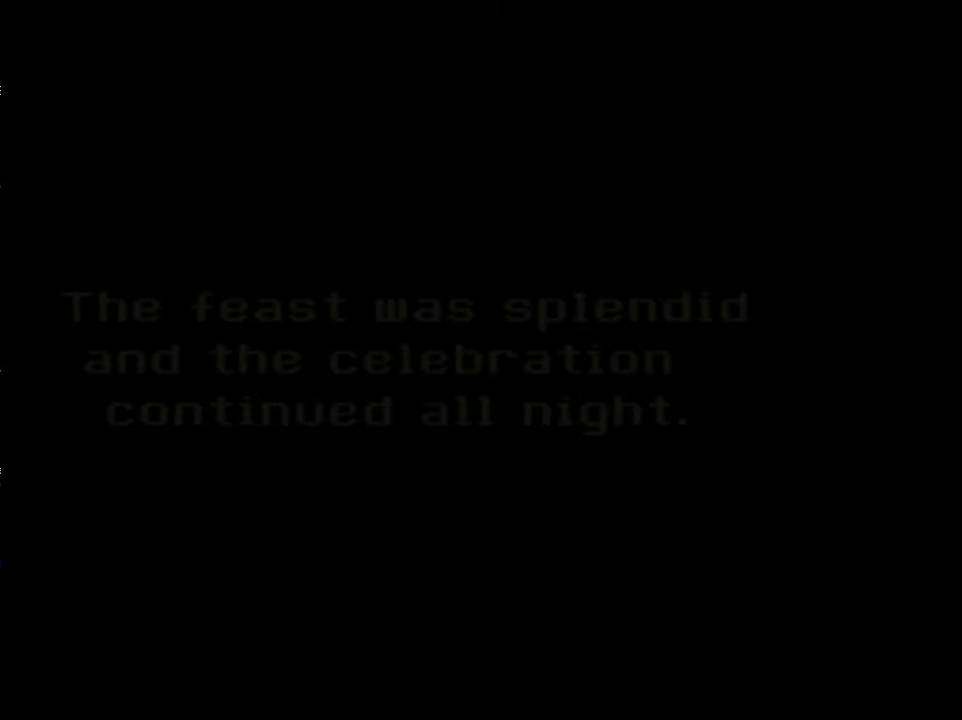 The feast was splendid
and the celebration
continued all night.